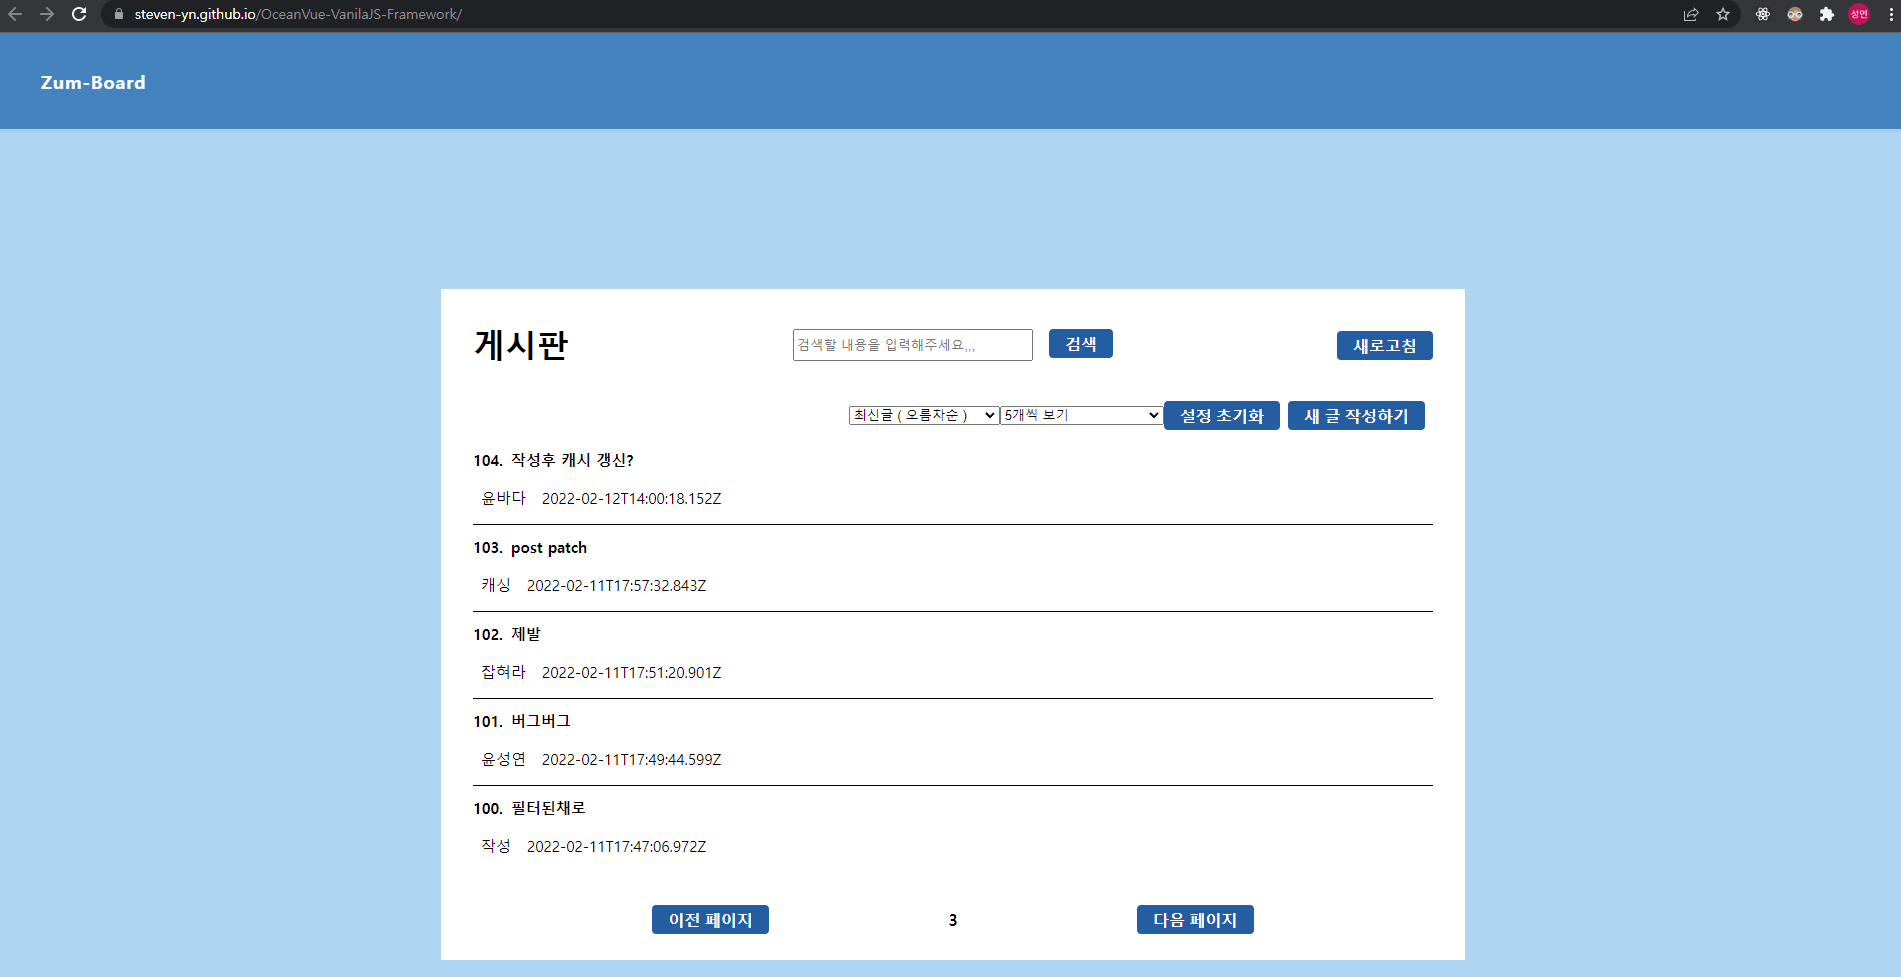 steven-yn.github.io/OceanVue-VanilaJS-Framework/
성연
Zum-Board
게시판
검색할 내용을 입력해주세요,,,
검색
새로고침
최신글 ( 오름차순 ) 5개씩 보기 설정 초기화 새 글 작성하기
104. 작성후 캐시 갱신?
윤바다 2022-02-12T14:00:18.152Z
103. post patch
캐싱 2022-02-11T17:57:32.843Z
102. 제발
잡혀라 2022-02-11T17:51:20.901Z
101. 버그버그
윤성연 2022-02-11T17:49:44.599Z
100. 필터된채로
작성 2022-02-11T17:47:06.972Z
이전 페이지 3 다음 페이지